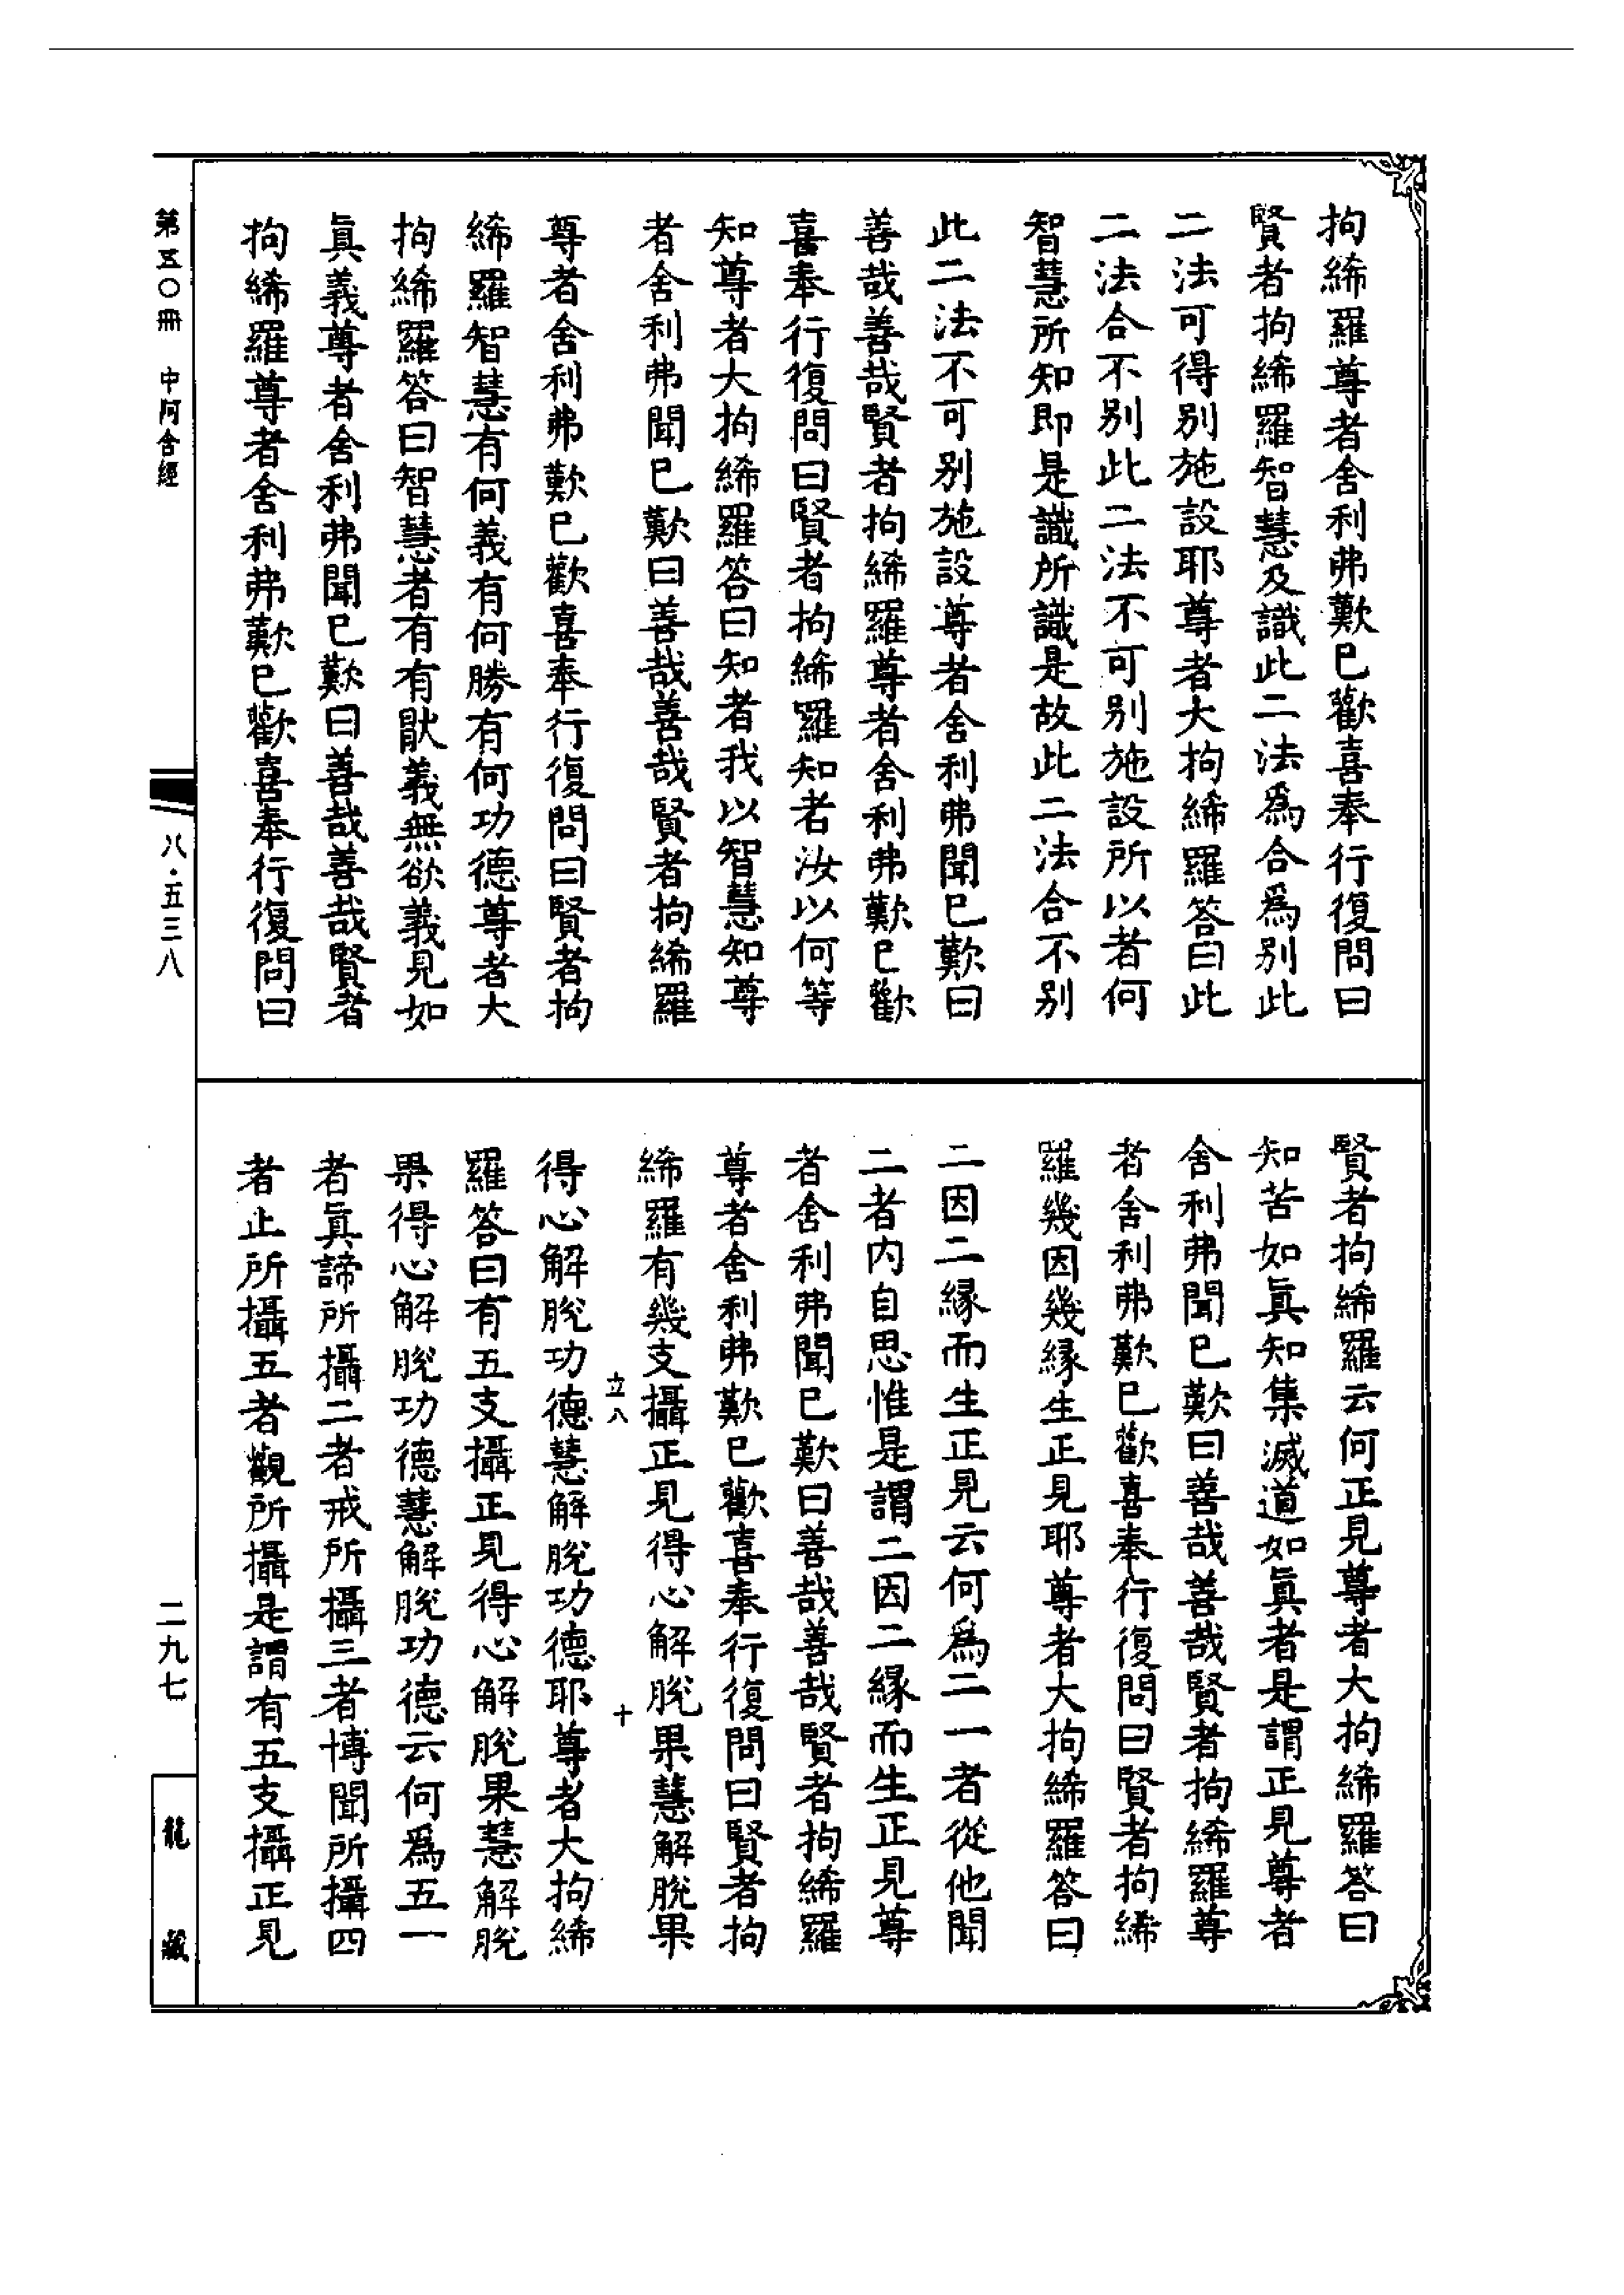 拘絺羅尊者舍利弗歎已歡喜奉行復問曰
賢者拘絺羅智慧及識此二法爲合爲別此
二法可得別施設耶尊者大拘絺羅答曰此
二法合不別此二法不可別施設所以者何
智慧所知即是識所識是故此二法合不別
此二法不可別施設尊者舍利弗聞已歎曰
善哉善哉賢者拘絺羅尊者舍利弗歎已歡
喜奉行復問曰賢者拘絺羅知者汝以何等
知尊者大拘絺羅答曰知者我以智慧知尊
者舍利弗聞已歎曰善哉善哉賢者拘絺羅
尊者舍利弗歎已歡喜奉行復問曰賢者拘
絺羅智慧有何義有何勝有何功德尊者大
拘絺羅答曰智慧者有有猒義無欲義見如
眞義尊者舍利弗聞已歎曰善哉善哉賢者
拘絺羅尊者舍利弗歎已歡喜奉行復問曰
賢者拘絺羅云何正見尊者大拘絺羅答曰
知苦如眞知集滅道如眞者是謂正見尊者
舍利弗聞已歎曰善哉善哉賢者拘絺羅尊
者舍利弗歎已歡喜奉行復問曰賢者拘絺
羅幾因幾緣生正見耶尊者大拘絺羅答曰
二因二緣而生正見云何爲二一者從他聞
二者内自思惟是謂二因二緣而生正見尊
者舍利弗聞已歎曰善哉善哉賢者拘絺羅
尊者舍利弗歎已歡喜奉行復問曰賢者拘
絺羅有幾支攝正見得心解脫果慧解脫果
立八 十
得心解脫功德慧解脫功德耶尊者大拘絺
羅答曰有五支攝正見得心解脫果慧解脫
果得心解脫功德慧解脫功德云何爲五一
者眞諦所攝二者戒所攝三者博聞所攝四
者止所攝五者觀所攝是謂有五支攝正見
第五〇冊 中阿含經
八·五三八
二九七
龍藏